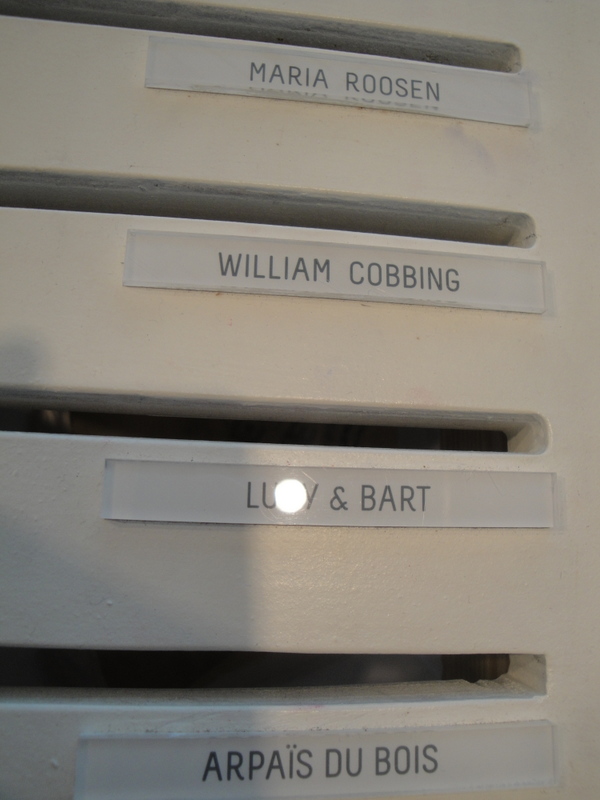 MARIA ROOSEN
WILLIAM COBBING
& BART
ARPAÏS DU BOIS